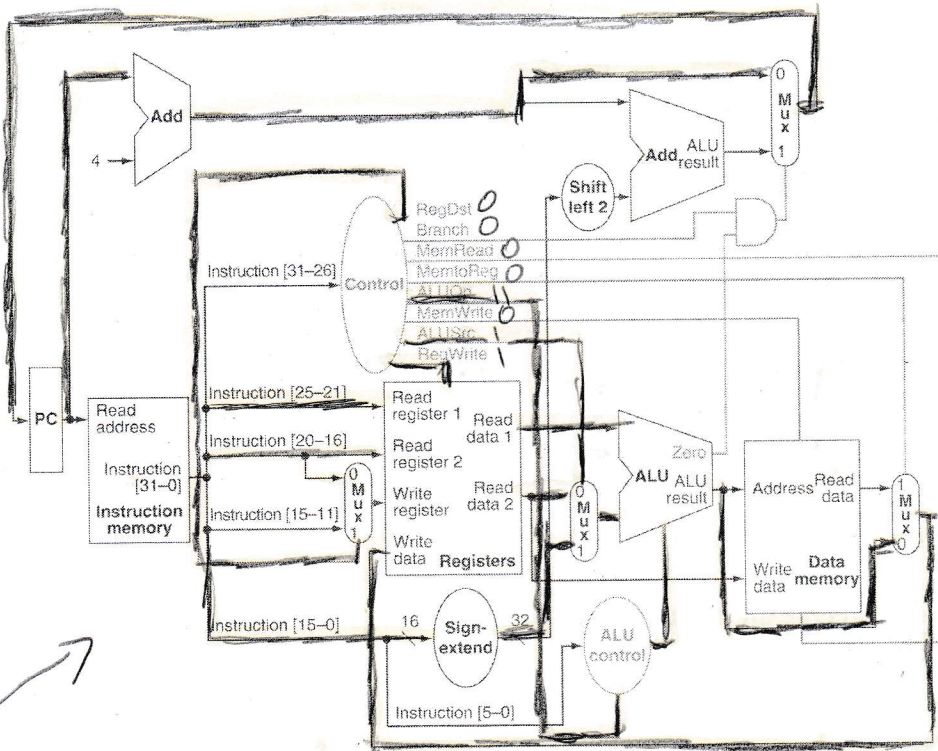 0
M
u
x
1
Add
4
Add ALU
result
Shift
left 2
RegDst 0
Branch 0
MemRead 0
MemtoReg 0
ALUOp 11
MemWrite 0
ALUSrc 1
RegWrite 1
Control
Instruction [31–26]
PC
Read
address
Instruction
[31–0]
Instruction
memory
Instruction [25–21]
Instruction [20–16]
Instruction [15–11]
0
M
u
x
1
Read
register 1
Read
register 2
Write
register
Write
data
Read
data 1
Read
data 2
Registers
0
M
u
x
1
Zero
ALU ALU
result
Address
Read
data
Write
data
Data
memory
1
M
u
x
0
Instruction [15–0]
16
Sign-
extend
32
ALU
control
Instruction [5–0]